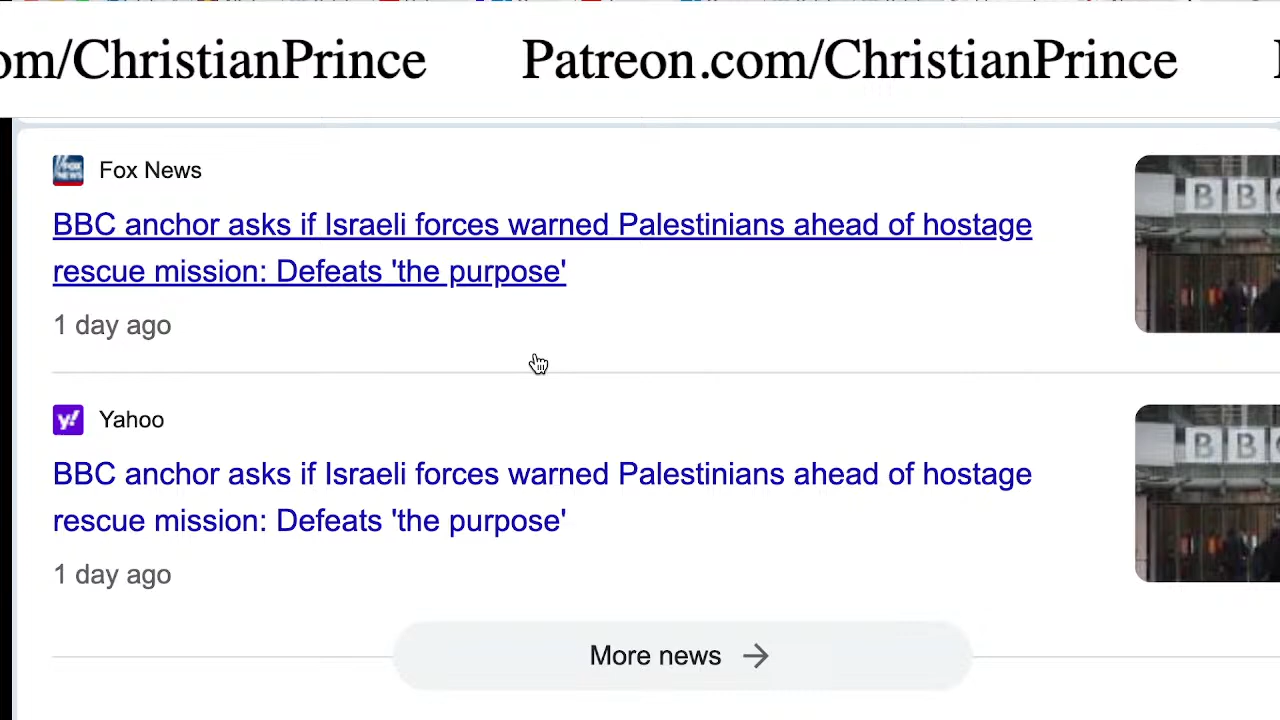 om/ChristianPrince Patreon.com/ChristianPrince
Fox News
BBC anchor asks if Israeli forces warned Palestinians ahead of hostage
rescue mission: Defeats 'the purpose'
1 day ago
Yahoo
BBC anchor asks if Israeli forces warned Palestinians ahead of hostage
rescue mission: Defeats 'the purpose'
1 day ago
More news